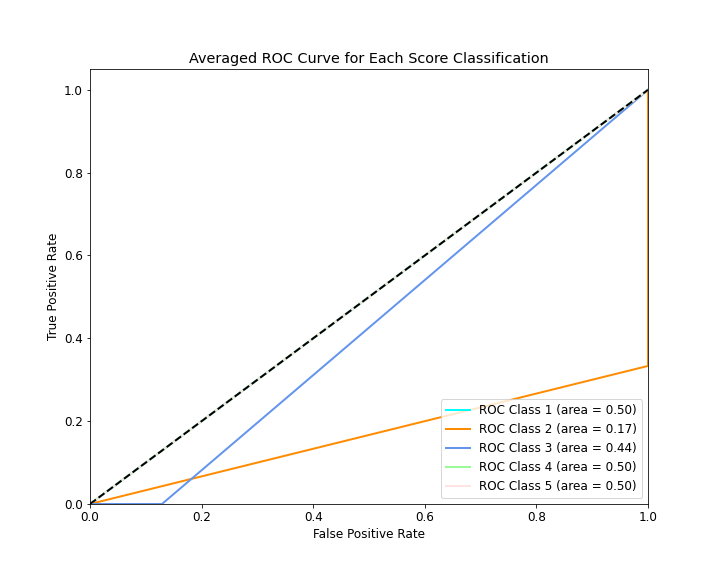 Averaged ROC Curve for Each Score Classification
True Positive Rate
1.0
0.8
0.6
0.4
0.2
0.0
ROC Class 1 (area = 0.50)
ROC Class 2 (area = 0.17)
ROC Class 3 (area = 0.44)
ROC Class 4 (area = 0.50)
ROC Class 5 (area = 0.50)
0.0 0.2 0.4 0.6 0.8 1.0
False Positive Rate